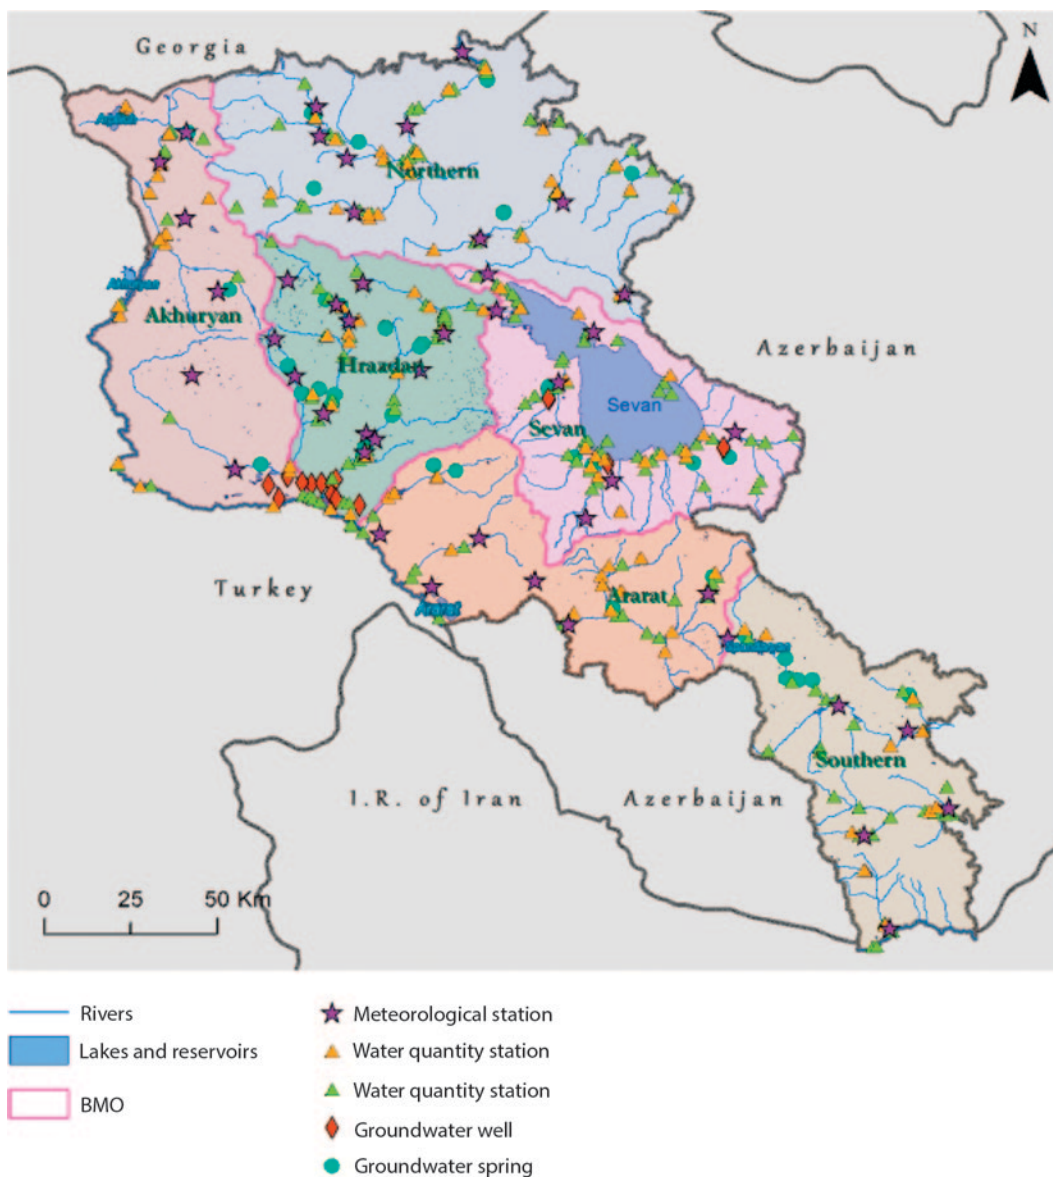 Georgia
N
Northern
Akhuryan
Hrazdan
Azerbaijan
Sevan
Sevan
Turkey
Ararat
Ararat
Southern
I.R. of Iran
Azerbaijan
0 25 50 Km
Rivers
Lakes and reservoirs
BMO
Meteorological station
Water quantity station
Water quantity station
Groundwater well
Groundwater spring